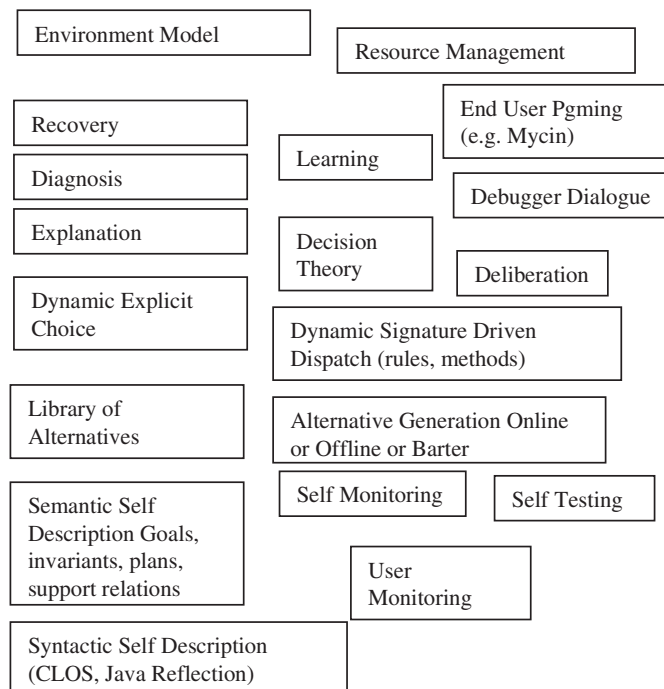 Environment Model
Resource Management
End User Pgming
(e.g. Mycin)
Recovery
Learning
Diagnosis
Debugger Dialogue
Explanation
Decision
Theory
Deliberation
Dynamic Explicit
Choice
Dynamic Signature Driven
Dispatch (rules, methods)
Library of
Alternatives
Alternative Generation Online
or Offline or Barter
Self Monitoring
Self Testing
Semantic Self
Description Goals,
invariants, plans,
support relations
User
Monitoring
Syntactic Self Description
(CLOS, Java Reflection)